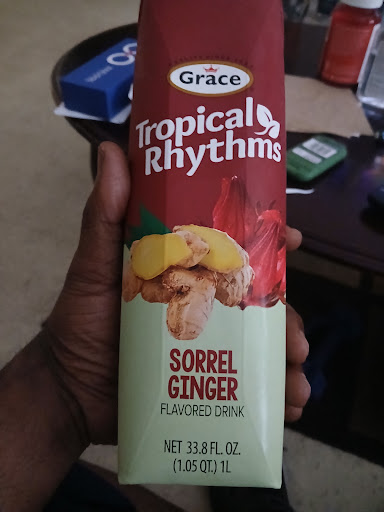 Grace
Tropical
Rhythms
SORREL
GINGER
FLAVORED DRINK
NET 33.8 FL. OZ.
(1.05 QT.) 1L